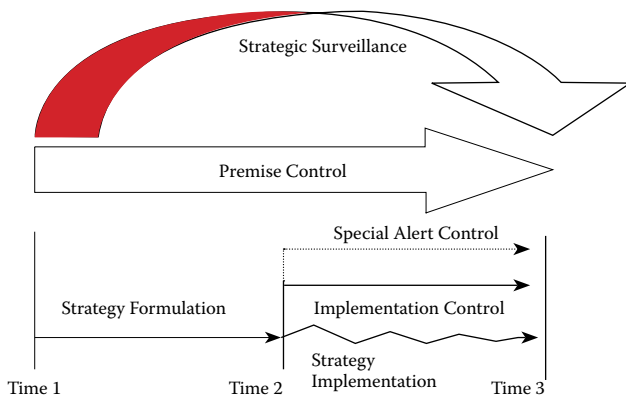 Strategic Surveillance
Premise Control
Special Alert Control
Strategy Formulation
Implementation Control
Strategy
Implementation
Time 1
Time 2
Time 3